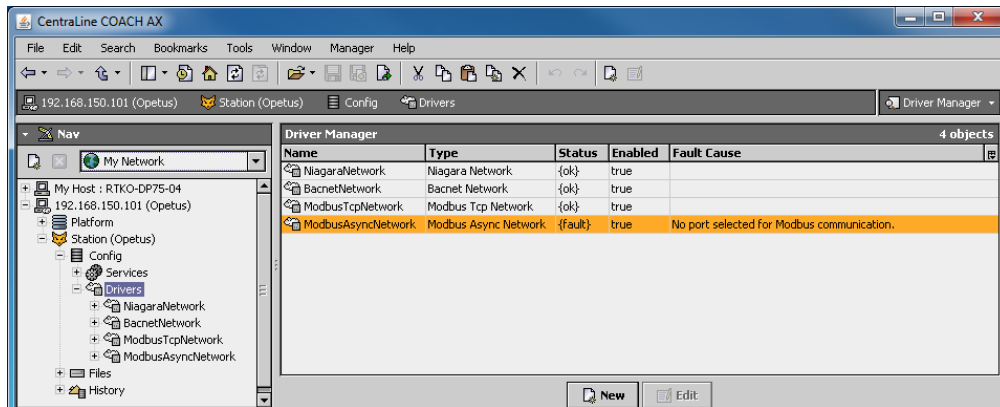 CentraLine COACH AX
File Edit Search Bookmarks Tools Window Manager Help
192.168.150.101 (Opetus) Station (Opetus) Config Drivers Driver Manager
Nav
My Network
My Host : RTKO-DP75-04
192.168.150.101 (Opetus)
Platform
Station (Opetus)
Config
Services
Drivers
NiagaraNetwork
BacnetNetwork
ModbusTcpNetwork
ModbusAsyncNetwork
Files
History
Driver Manager 4 objects
Name Type Status Enabled Fault Cause
NiagaraNetwork Niagara Network {ok} true
BacnetNetwork Bacnet Network {ok} true
ModbusTcpNetwork Modbus Tcp Network {ok} true
ModbusAsyncNetwork Modbus Async Network {fault} true No port selected for Modbus communication.
New Edit